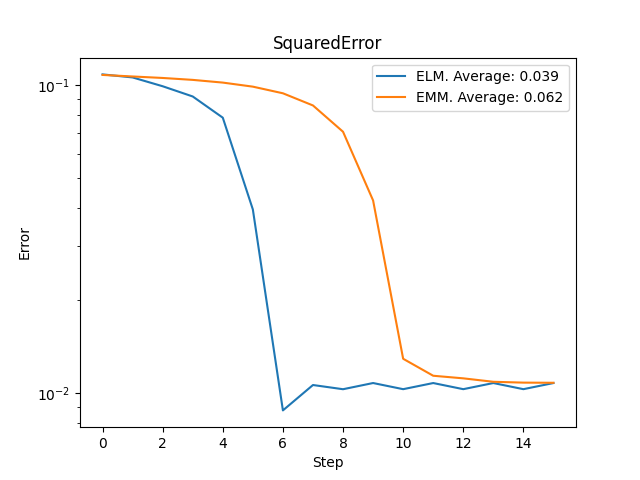 SquaredError
ELM. Average: 0.039
EMM. Average: 0.062
10⁻¹
10⁻²
Error
0 2 4 6 8 10 12 14
Step